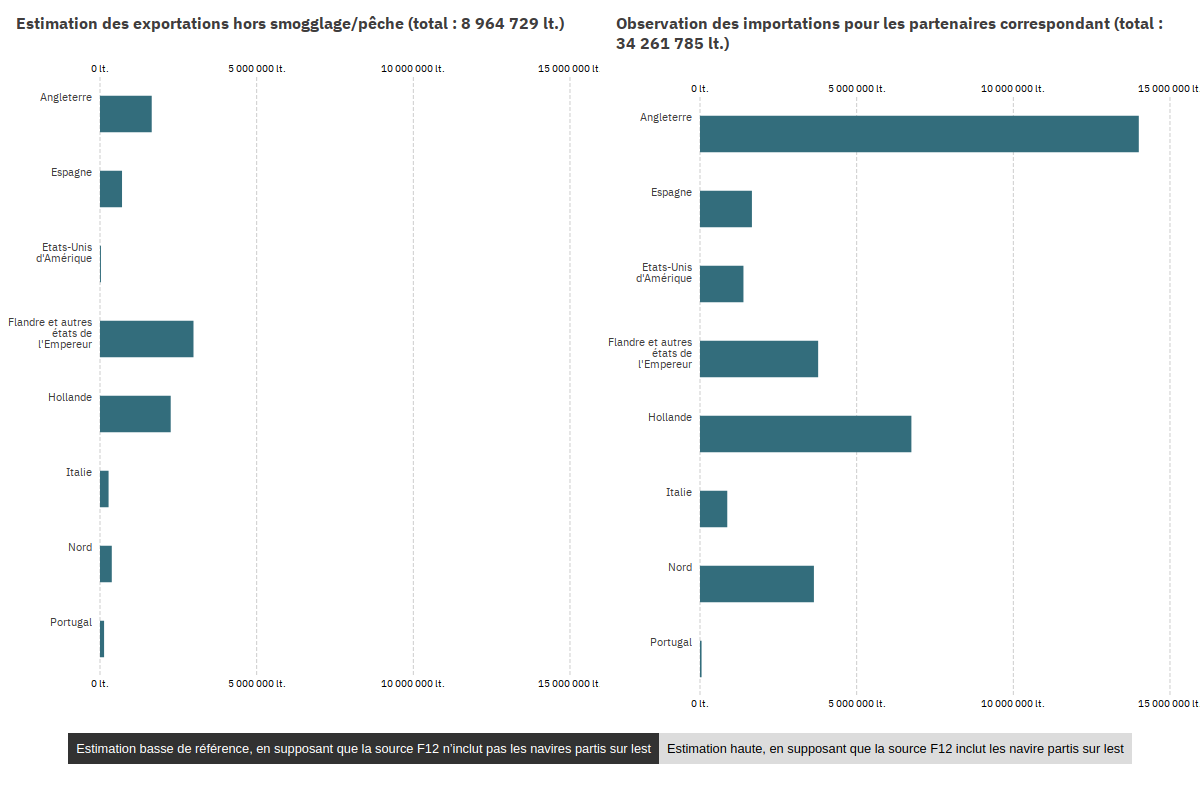 Estimation des exportations hors smogglage/pêche (total : 8 964 729 lt.)
0 lt.
5 000 000 lt.
10 000 000 lt.
15 000 000 lt.
Angleterre
Espagne
Etats-Unis
d'Amérique
Flandre et autres
états de
l'Empereur
Hollande
Italie
Nord
Portugal
0 lt.
5 000 000 lt.
10 000 000 lt.
15 000 000 lt.
Observation des importations pour les partenaires correspondant (total :
34 261 785 lt.)
0 lt.
5 000 000 lt.
10 000 000 lt.
15 000 000 lt.
Angleterre
Espagne
Etats-Unis
d'Amérique
Flandre et autres
états de
l'Empereur
Hollande
Italie
Nord
Portugal
0 lt.
5 000 000 lt.
10 000 000 lt.
15 000 000 lt.
Estimation basse de référence, en supposant que la source F12 n'inclut pas les navires partis sur lest
Estimation haute, en supposant que la source F12 inclut les navire partis sur lest